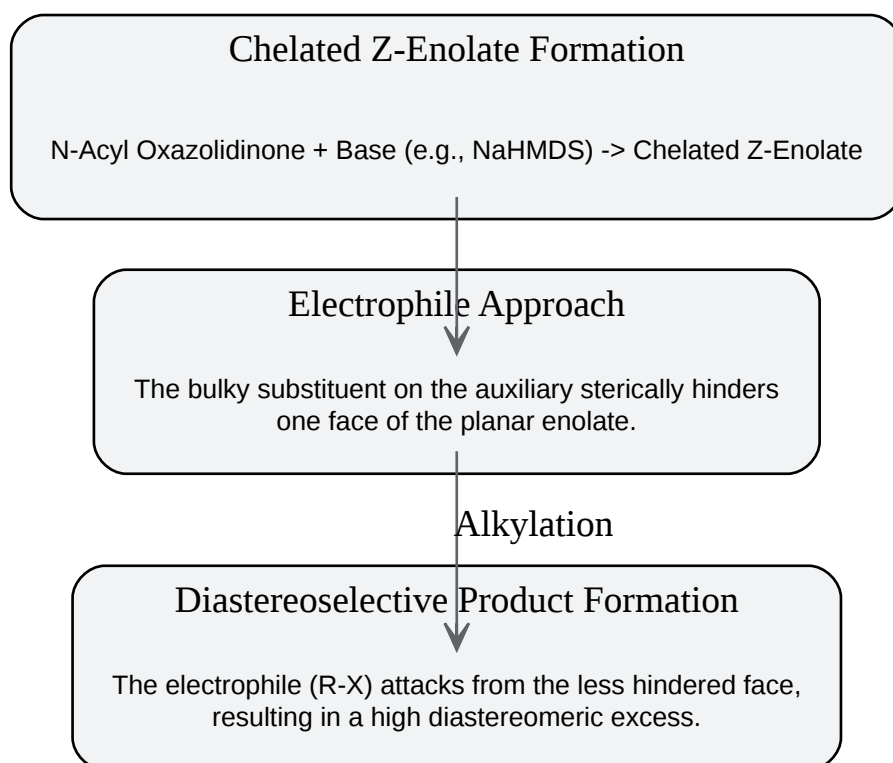 Chelated Z-Enolate Formation
N-Acyl Oxazolidinone + Base (e.g., NaHMDS) -> Chelated Z-Enolate
Electrophile Approach
The bulky substituent on the auxiliary sterically hinders
one face of the planar enolate.
Alkylation
Diastereoselective Product Formation
The electrophile (R-X) attacks from the less hindered face,
resulting in a high diastereomeric excess.